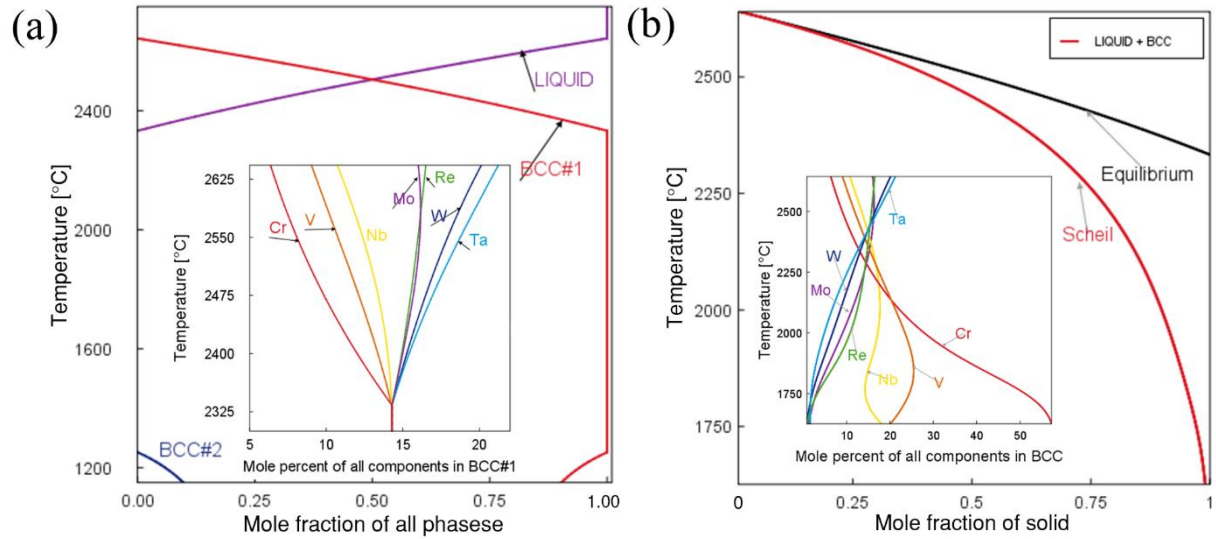 (a)
Temperature [°C]
2400
2000
1600
1200
LIQUID
BCC#1
BCC#2
Temperature [°C]
2625
2550
2475
2400
2325
Cr
V
Nb
Mo
Re
W
Ta
5 10 15 20
Mole percent of all components in BCC#1
0.00 0.25 0.50 0.75 1.00
Mole fraction of all phasese
(b)
LIQUID + BCC
Temperature [°C]
2500
2250
2000
1750
Equilibrium
Scheil
Temperature [°C]
2500
2250
2000
1750
Ta
W
Mo
Re
Nb
V
Cr
10 20 30 40 50
Mole percent of all components in BCC
0 0.25 0.50 0.75 1
Mole fraction of solid